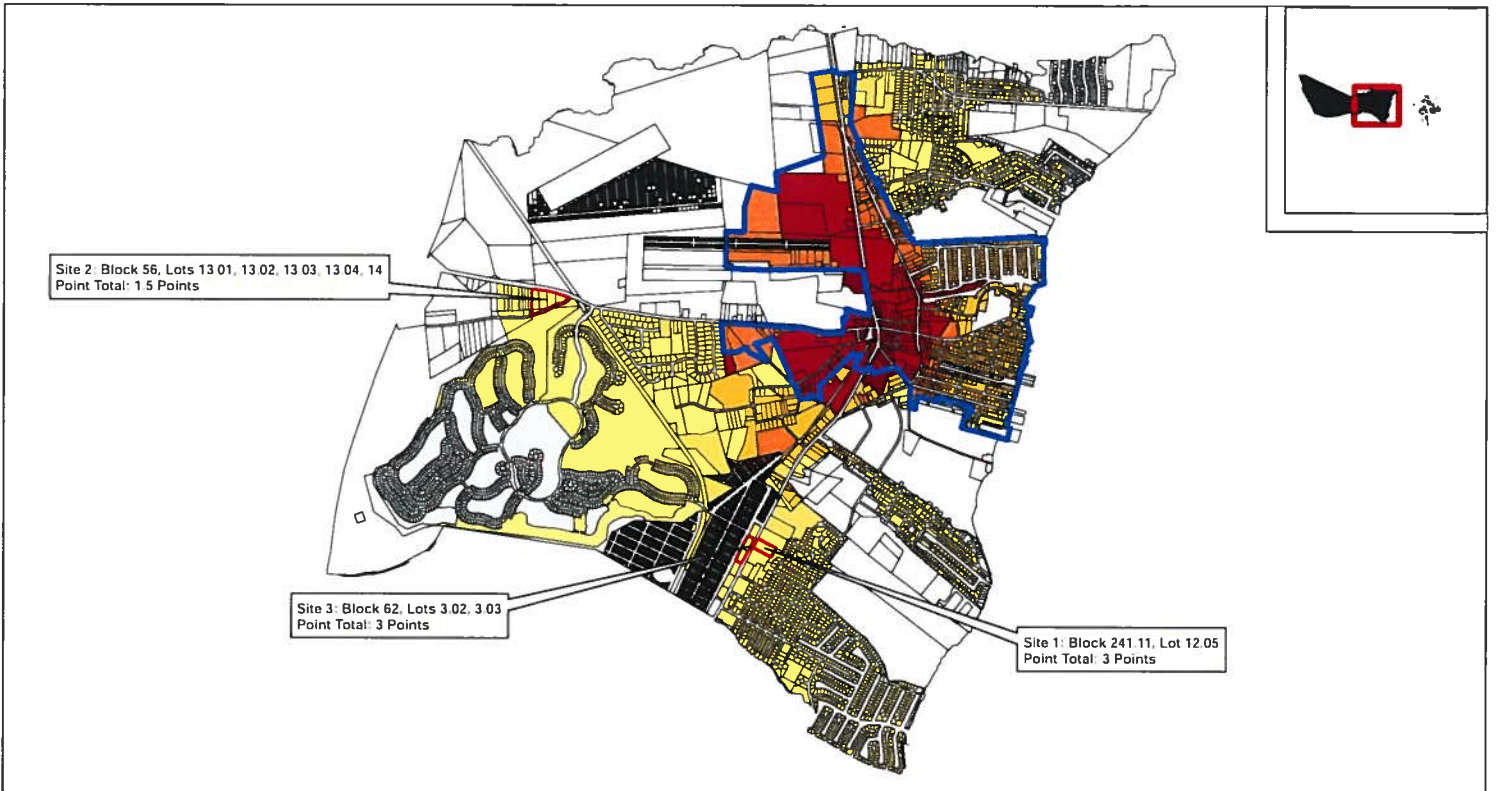 Site 2: Block 56, Lots 13 01, 13 02, 13 03, 13 04, 14
Point Total: 1.5 Points
Site 3: Block 62, Lots 3.02, 3.03
Point Total: 3 Points
Site 1: Block 241.11, Lot 12.05
Point Total: 3 Points